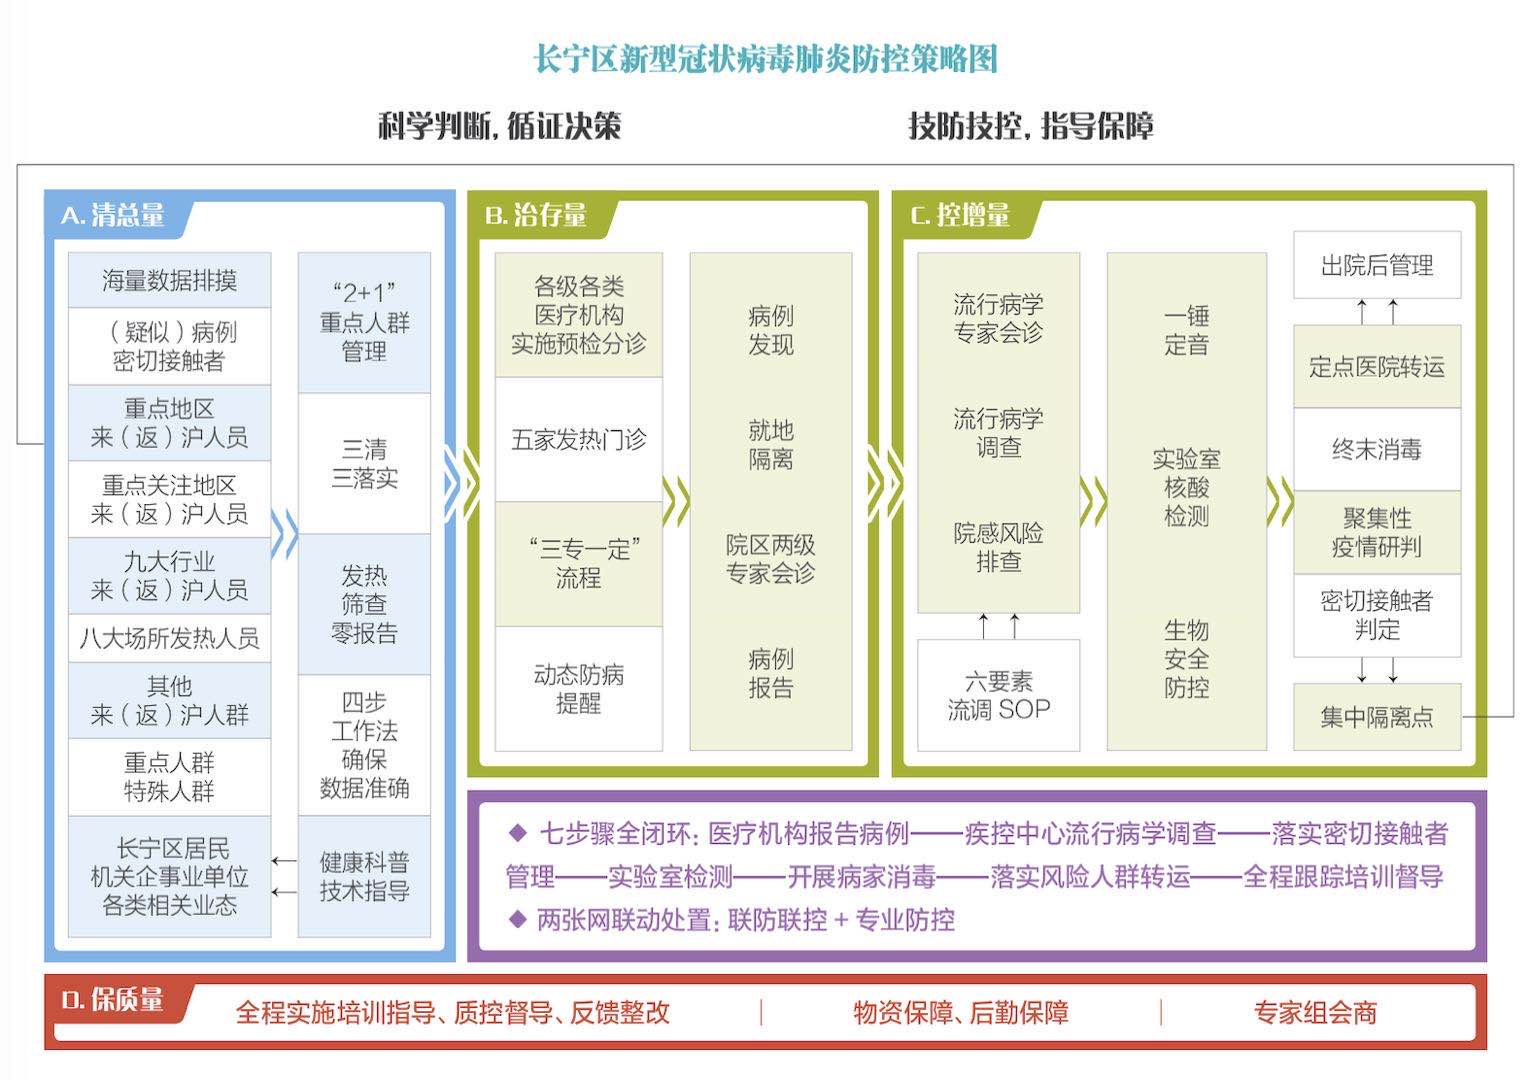 长宁区新型冠状病毒肺炎防控策略图
科学判断，循证决策
技防技控，指导保障
A. 清总量
海量数据排摸
（疑似）病例
密切接触者
重点地区
来（返）沪人员
重点关注地区
来（返）沪人员
九大行业
来（返）沪人员
八大场所发热人员
其他
来（返）沪人群
重点人群
特殊人群
长宁区居民
机关企事业单位
各类相关业态
“2+1”
重点人群
管理
三清
三落实
发热
筛查
零报告
四步
工作法
确保
数据准确
健康科普
技术指导
B. 治存量
各级各类
医疗机构
实施预检分诊
五家发热门诊
“三专一定”
流程
动态防病
提醒
病例
发现
就地
隔离
院区两级
专家会诊
病例
报告
C. 控增量
流行病学
专家会诊
流行病学
调查
院感风险
排查
六要素
流调 SOP
一锤
定音
实验室
核酸
检测
生物
安全
防控
出院后管理
定点医院转运
终末消毒
聚集性
疫情研判
密切接触者
判定
集中隔离点
◆ 七步骤全闭环：医疗机构报告病例——疾控中心流行病学调查——落实密切接触者
管理——实验室检测——开展病家消毒——落实风险人群转运——全程跟踪培训督导
◆ 两张网联动处置：联防联控 + 专业防控
D. 保质量
全程实施培训指导、质控督导、反馈整改 | 物资保障、后勤保障 | 专家组会商